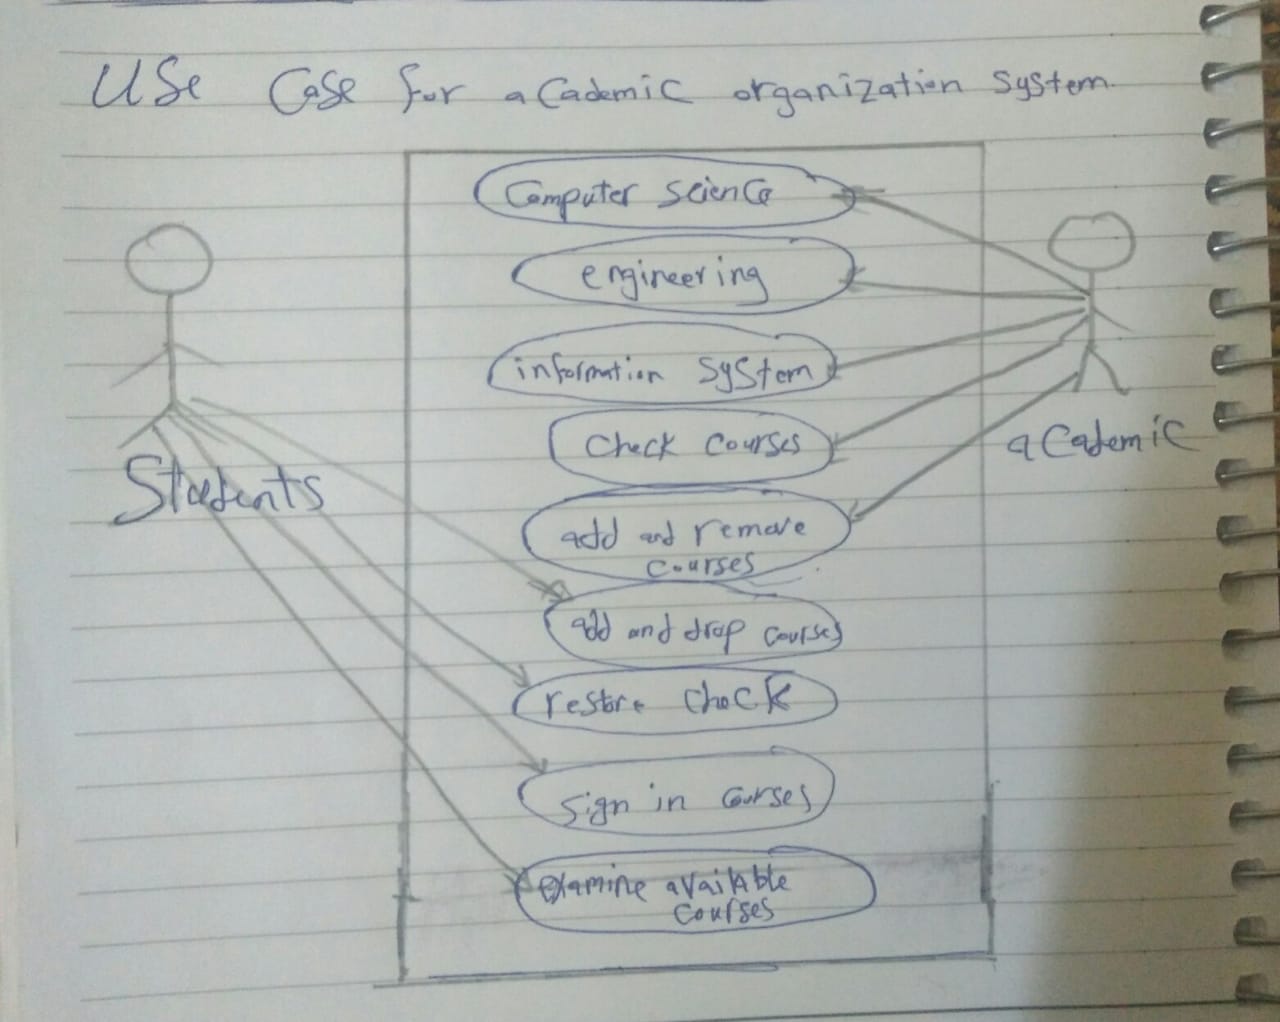 Use Case for academic organization system.
Computer science
engineering
information system
Check courses
academic
Students
add and remove
courses
add and drop courses
restore check
Sign in courses
examine available
courses